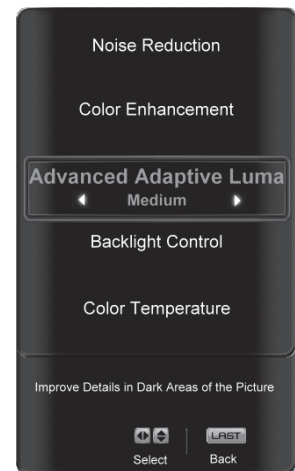 Noise Reduction
Color Enhancement
Advanced Adaptive Luma
Medium
Backlight Control
Color Temperature
Improve Details in Dark Areas of the Picture
LAST
Select
Back